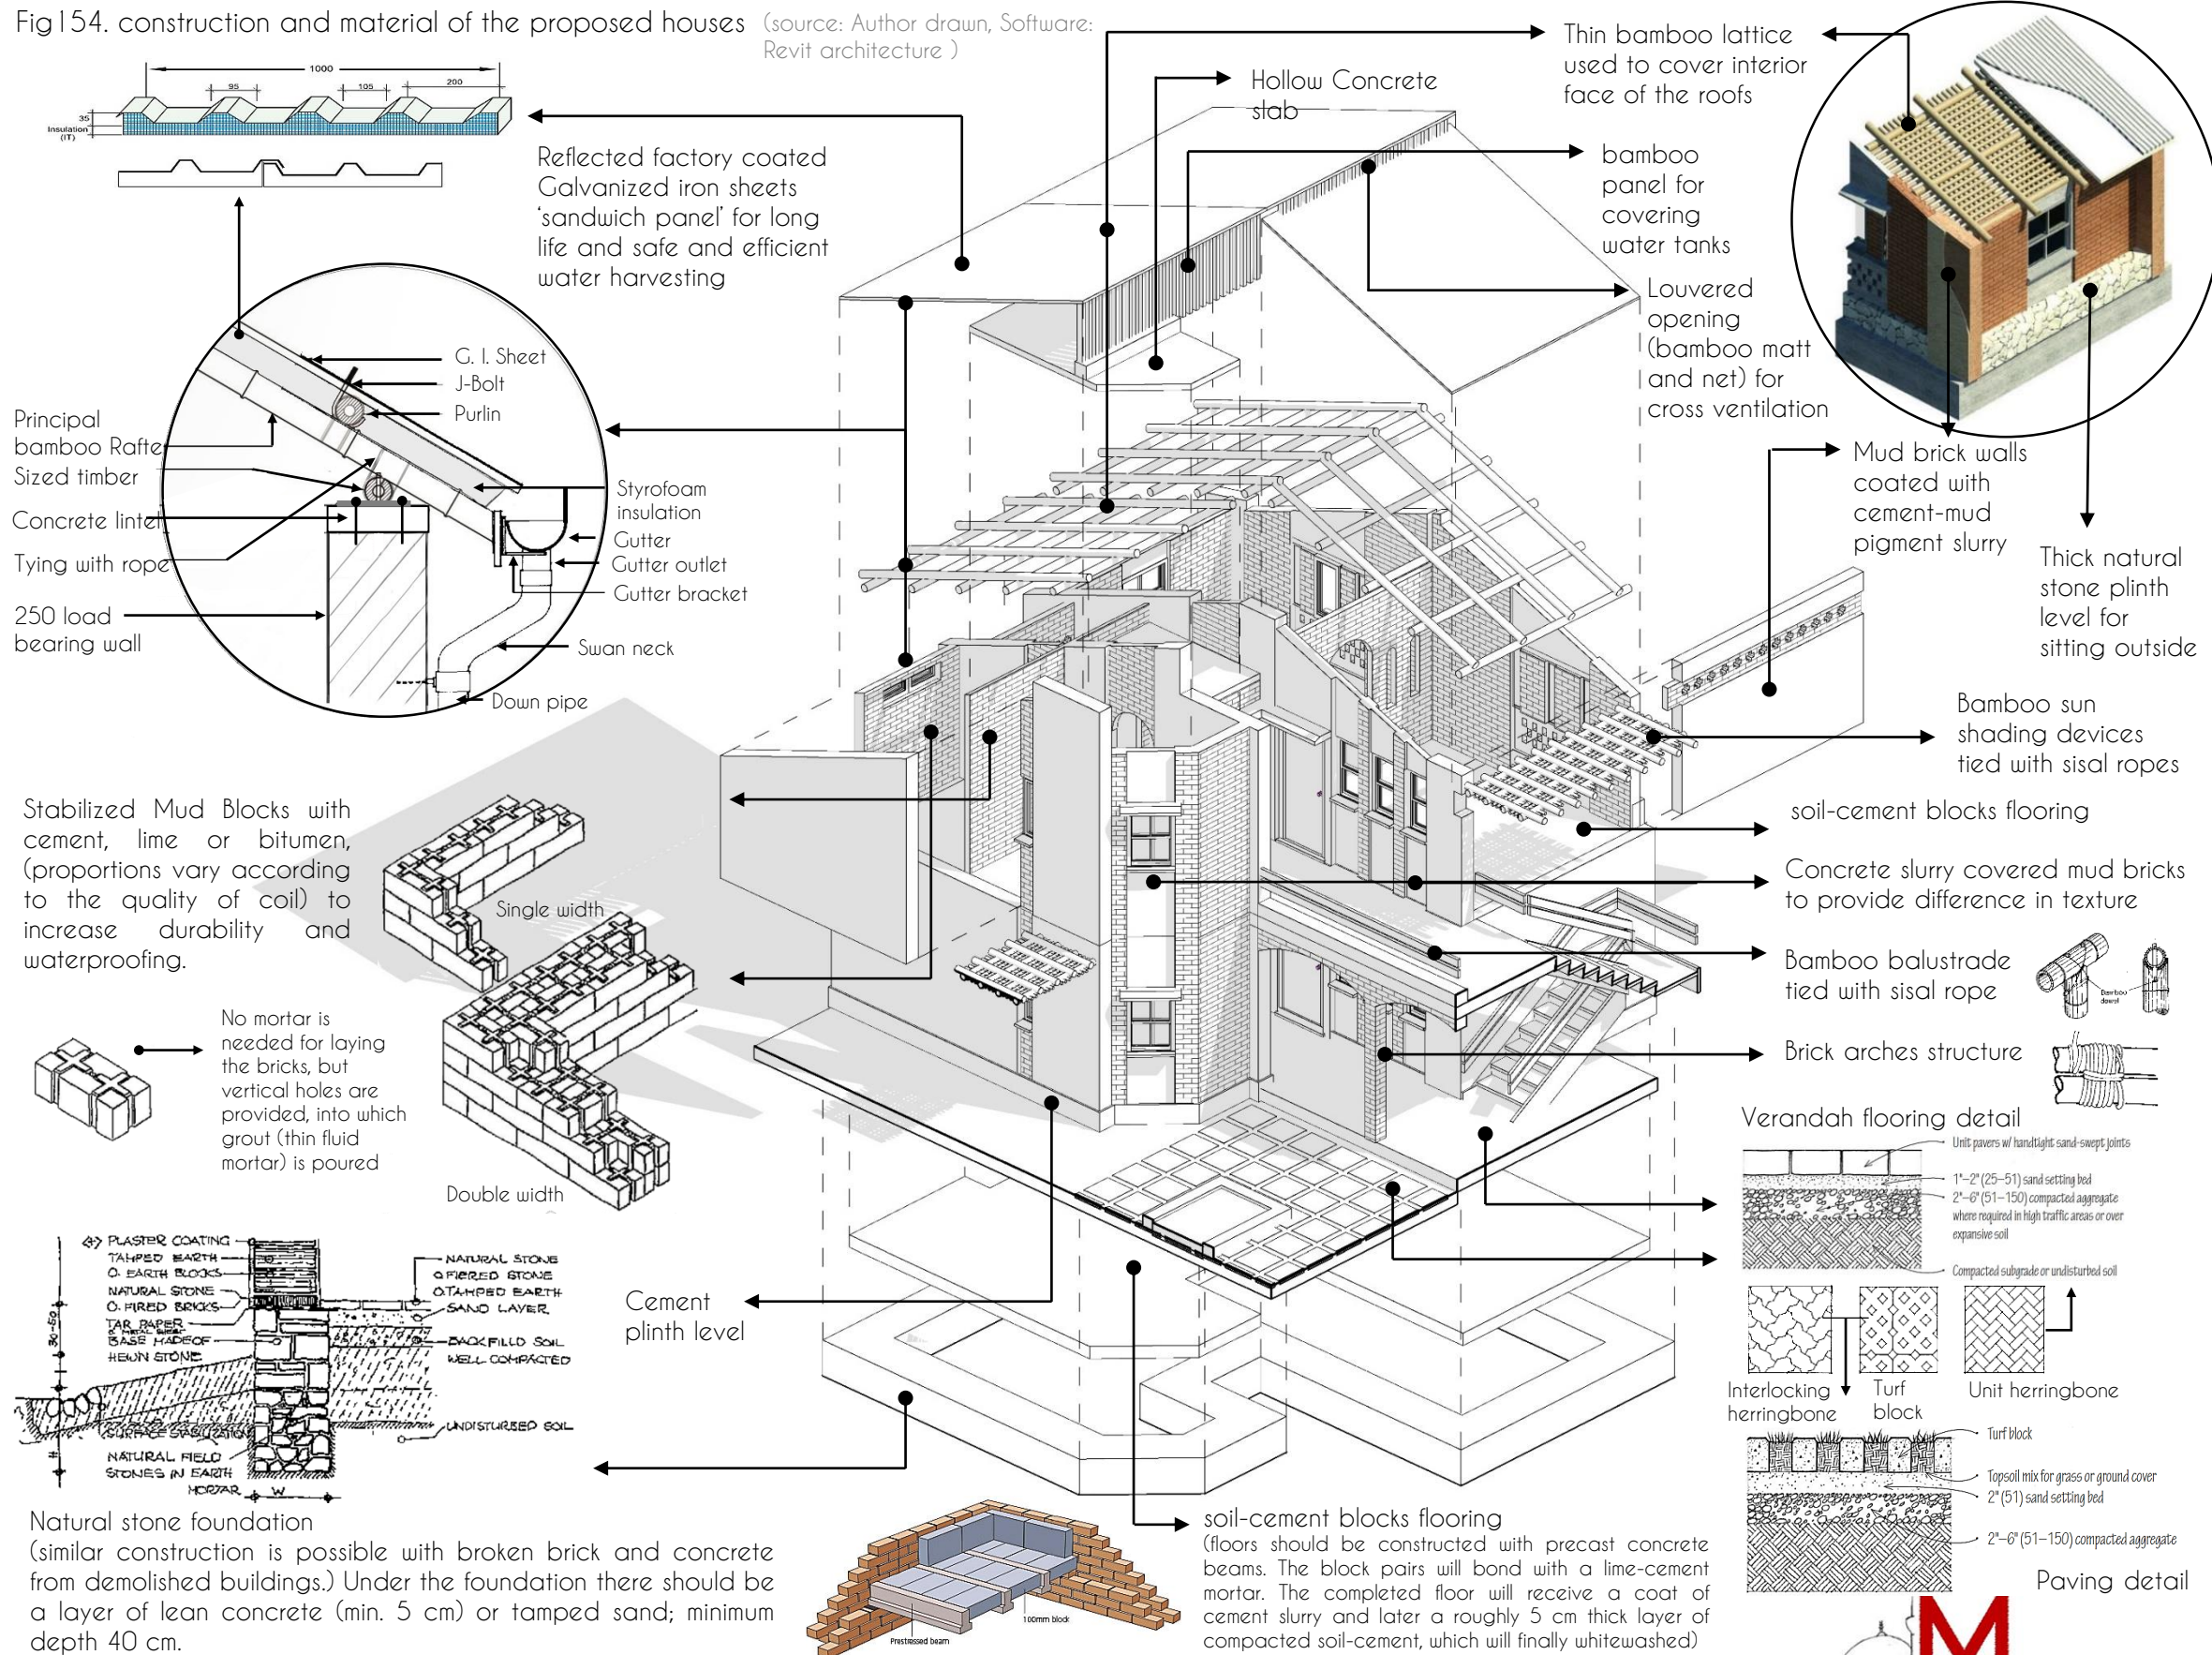 Fig154. construction and material of the proposed houses (source: Author drawn, Software:
Revit architecture )
1000
95
105
200
35
Insulation
(IT)
Reflected factory coated
Galvanized iron sheets
'sandwich panel' for long
life and safe and efficient
water harvesting
Hollow Concrete
slab
Thin bamboo lattice
used to cover interior
face of the roofs
bamboo
panel for
covering
water tanks
Louvered
opening
(bamboo matt
and net) for
cross ventilation
Mud brick walls
coated with
cement-mud
pigment slurry
Thick natural
stone plinth
level for
sitting outside
G. I. Sheet
J-Bolt
Purlin
Principal
bamboo Rafte
Sized timber
Concrete lintel
Tying with rope
250 load
bearing wall
Styrofoam
insulation
Gutter
Gutter outlet
Gutter bracket
Swan neck
Down pipe
Bamboo sun
shading devices
tied with sisal ropes
soil-cement blocks flooring
Concrete slurry covered mud bricks
to provide difference in texture
Bamboo balustrade
tied with sisal rope
Bamboo
dowel
Brick arches structure
Stabilized Mud Blocks with
cement, lime or bitumen,
(proportions vary according
to the quality of coil) to
increase durability and
waterproofing.
Single width
No mortar is
needed for laying
the bricks, but
vertical holes are
provided, into which
grout (thin fluid
mortar) is poured
Double width
Verandah flooring detail
Unit pavers w/ handtight sand-swept joints
1"–2" (25–51) sand setting bed
2"–6" (51–150) compacted aggregate
where required in high traffic areas or over
expansive soil
Compacted subgrade or undisturbed soil
Interlocking
herringbone
Turf
block
Unit herringbone
Turf block
Topsoil mix for grass or ground cover
2" (51) sand setting bed
2"–6" (51–150) compacted aggregate
Paving detail
PLASTER COATING
TAMPED EARTH
O. EARTH BLOCKS
NATURAL STONE
O. FIRED BRICKS
TAR PAPER
BASE MADE OF
HEWN STONE
30-50
SURFACE STABILIZATION
NATURAL FIELD
STONES IN EARTH
MORTAR
W
H
NATURAL STONE
O FIERED STONE
O.TAMPED EARTH
SAND LAYER
BACKFILLD SOIL
WELL COMPACTED
UNDISTURBED SOIL
Cement
plinth level
Natural stone foundation
(similar construction is possible with broken brick and concrete
from demolished buildings.) Under the foundation there should be
a layer of lean concrete (min. 5 cm) or tamped sand; minimum
depth 40 cm.
100mm block
Prestressed beam
soil-cement blocks flooring
(floors should be constructed with precast concrete
beams. The block pairs will bond with a lime-cement
mortar. The completed floor will receive a coat of
cement slurry and later a roughly 5 cm thick layer of
compacted soil-cement, which will finally whitewashed)
M